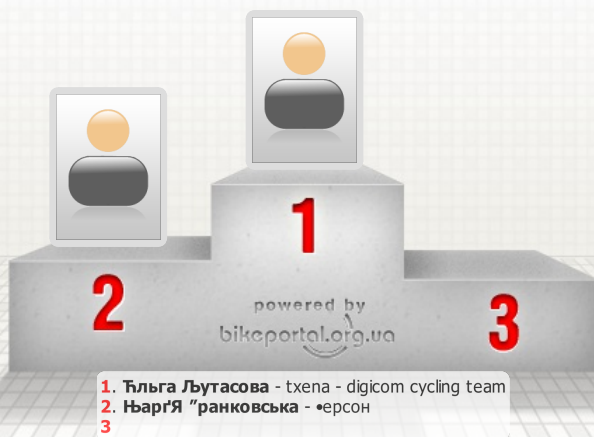 1
2
3
powered by
bikeportal.org.ua
1. Ђльга Љутасова - txena - digicom cycling team
2. ЊарґЯ ”ранковська - •ерсон
3